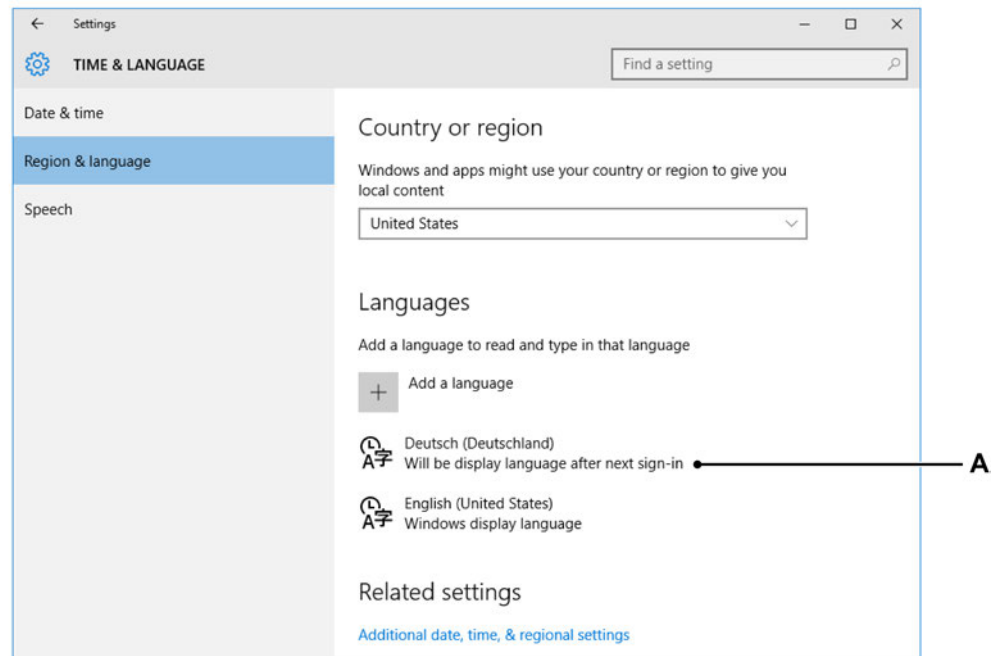 Settings
TIME & LANGUAGE
Find a setting
Date & time
Region & language
Speech
Country or region
Windows and apps might use your country or region to give you
local content
United States
Languages
Add a language to read and type in that language
Add a language
Deutsch (Deutschland)
Will be display language after next sign-in
A
English (United States)
Windows display language
Related settings
Additional date, time, & regional settings